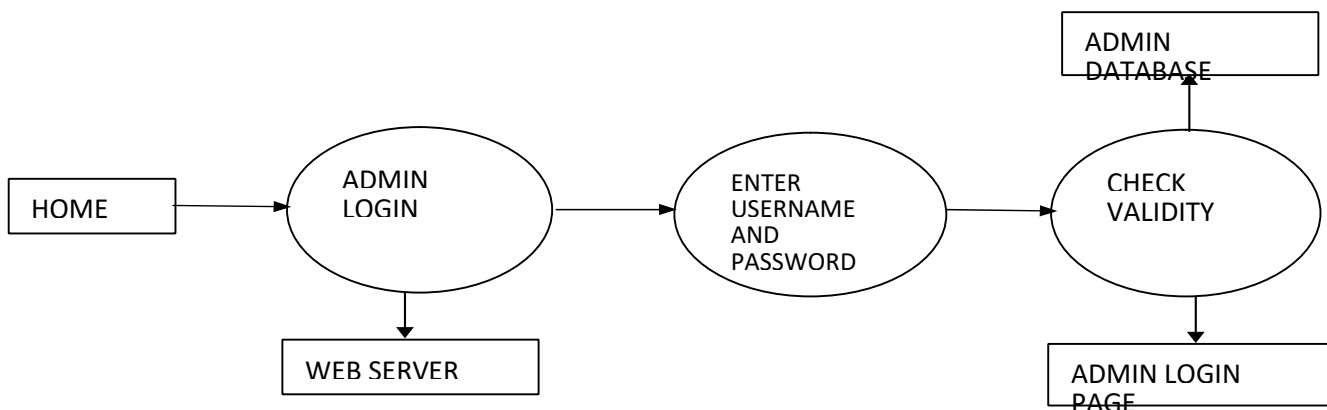 HOME
ADMIN
LOGIN
WEB SERVER
ENTER
USERNAME
AND
PASSWORD
CHECK
VALIDITY
ADMIN
DATABASE
ADMIN LOGIN
PAGE